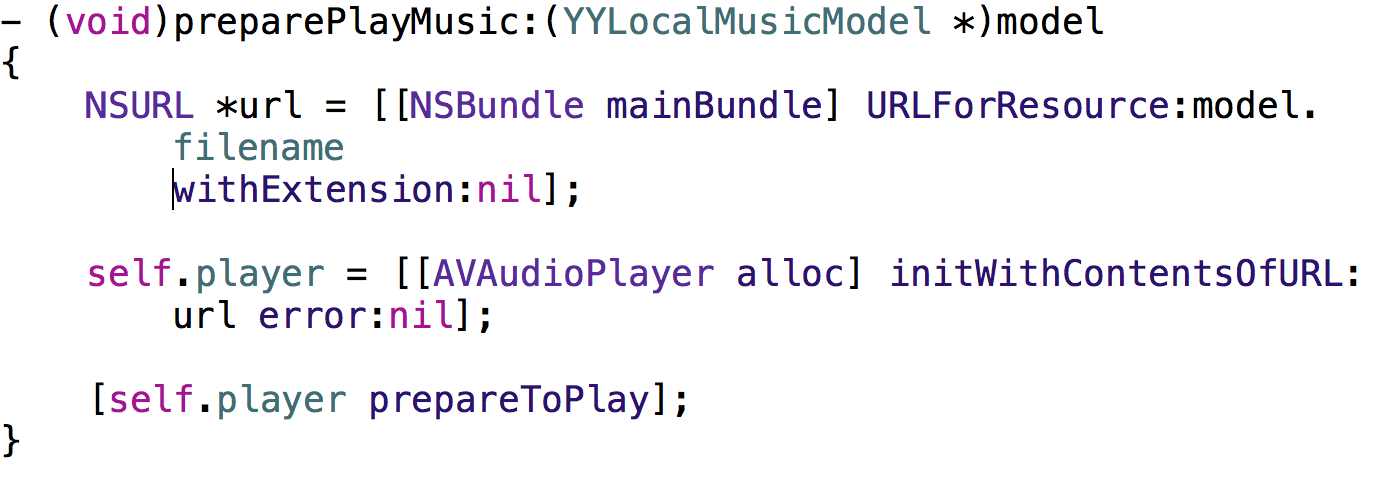 - (void)preparePlayMusic:(YYLocalMusicModel *)model
{
    NSURL *url = [[NSBundle mainBundle] URLForResource:model.
        filename
        withExtension:nil];

    self.player = [[AVAudioPlayer alloc] initWithContentsOfURL:
        url error:nil];

    [self.player prepareToPlay];
}